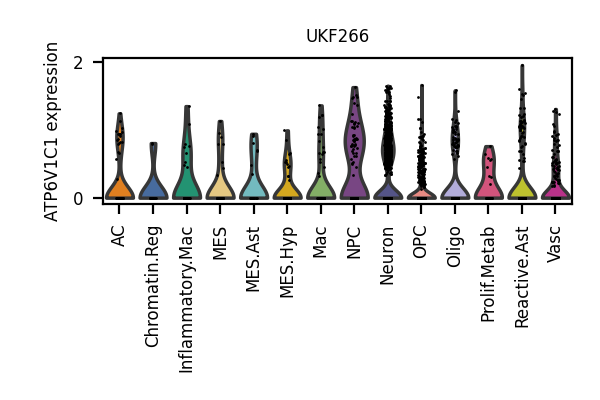 UKF266
ATP6V1C1 expression
2
0
AC
Chromatin.Reg
Inflammatory.Mac
MES
MES.Ast
MES.Hyp
Mac
NPC
Neuron
OPC
Oligo
Prolif.Metab
Reactive.Ast
Vasc